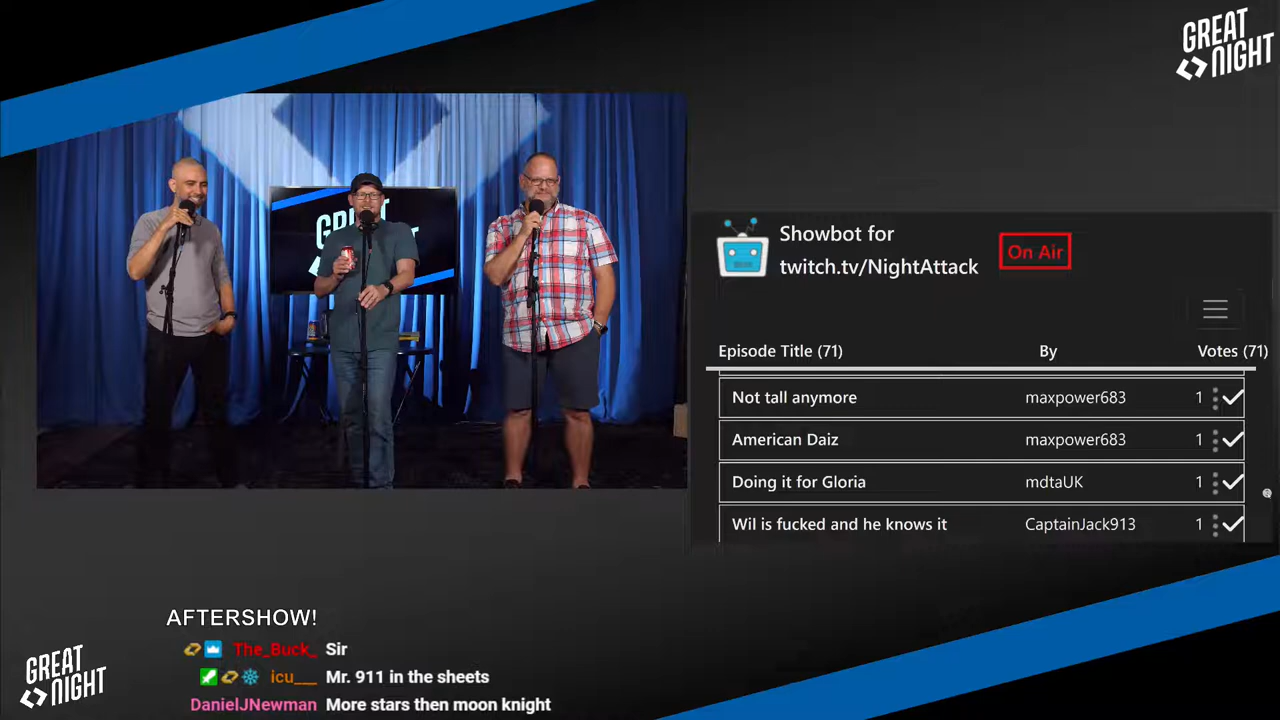 GREAT
NIGHT
GREAT
Showbot for
twitch.tv/NightAttack
On Air
Episode Title (71) By Votes (71)
Not tall anymore maxpower683 1
American Daiz maxpower683 1
Doing it for Gloria mdtaUK 1
Wil is fucked and he knows it CaptainJack913 1
AFTERSHOW!
The_Buck_ Sir
icu___ Mr. 911 in the sheets
DanielJNewman More stars then moon knight
GREAT
NIGHT